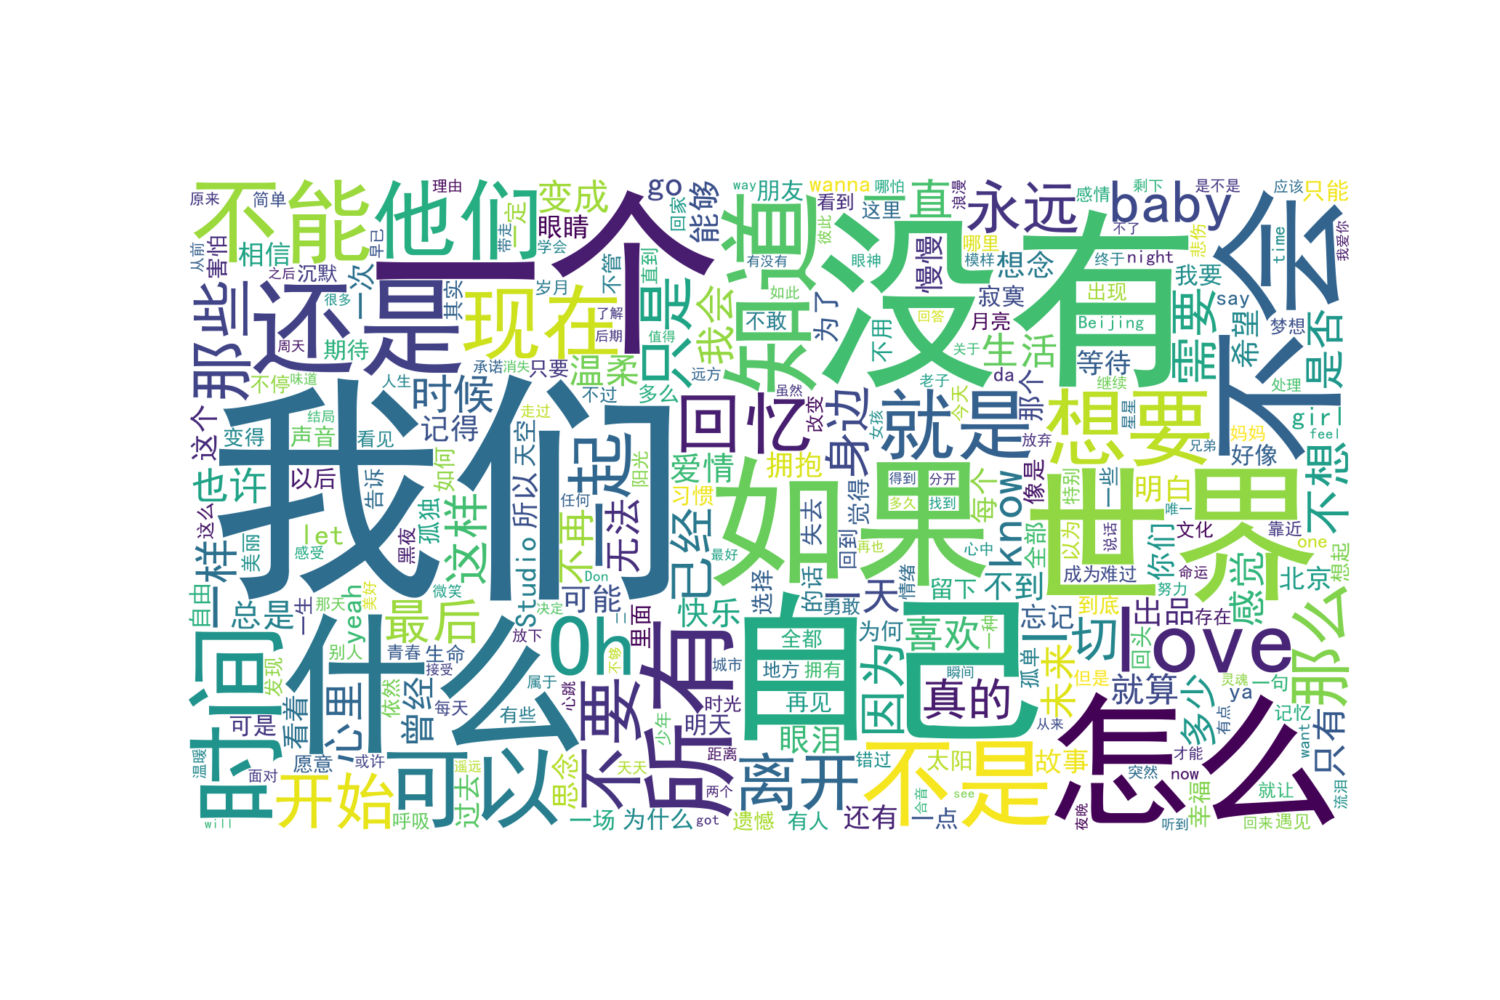 原来
简单
不能
他们
理由
一定
变成
go
能够
回家
way
朋友
wanna
哪怕
看到
这里
一直
浪漫
永远
感情
剩下
baby
是不是
应该
只能
从前
害怕
相信
之后
沉默
早已
带走
学会
眼睛
一个
直到
不管
知道
有没有
彼此
眼神
没有
慢慢
哪里
模样
想念
不了
终于
night
悲伤
我要
不会
time
我爱你
那些
很多
一次
还是
其实
现在
岁月
了解
后期
只是
我会
如此
不敢
为了
不用
回答
寂寞
月亮
出现
Beijing
关于
生活
等待
需要
say
希望
梦想
是否
周天
期待
不停
味道
人生
承诺
消失
只要
温柔
值得
远方
多么
不过
虽然
改变
老子
da
那个
继续
处理
这个
变得
结局
声音
看见
时候
记得
走过
回忆
身边
女孩
就是
今天
放弃
想要
星星
兄弟
妈妈
gir
feel
好像
也许
以后
告诉
我们
如何
天空
所以
Studio
一起
阳光
任何
爱情
习惯
拥抱
觉得
得到
分开
多久
找到
如果
每个
know
像是
特别
一些
世界
明白
唯一
不想
这么
感受
一样
美丽
let
黑夜
孤独
这样
不再
无法
已经
最好
失去
回到
再也
心中
全部
以为
说话
你们
文化
靠近
one
想起
自由
总是
一生
那天
美好
yeah
微笑
Don
决定
可能
里面
快乐
选择
的话
一天
情绪
勇敢
留下
不到
成为
难过
命运
努力
感觉
北京
时间
发现
别人
什么
青春
生命
最后
接受
放下
Oh
不够
所有
城市
全都
地方
拥有
自己
为何
喜欢
一种
忘记
到底
一切
出品
存在
love
回头
那么
可是
看着
心里
依然
曾经
每天
有些
属于
心跳
不要
少年
时光
明天
再见
眼泪
因为
瞬间
真的
孤单
从来
未来
但是
就算
多少
灵魂
一句
ya
有点
记忆
want
只有
温暖
面对
愿意
或许
开始
可以
遥远
过去
思念
天天
距离
两个
离开
错过
不是
太阳
故事
怎么
突然
才能
now
幸福
就让
流泪
will
呼吸
一场
为什么
got
遗憾
有人
还有
合音
一点
see
夜晚
听到
回来
遇见